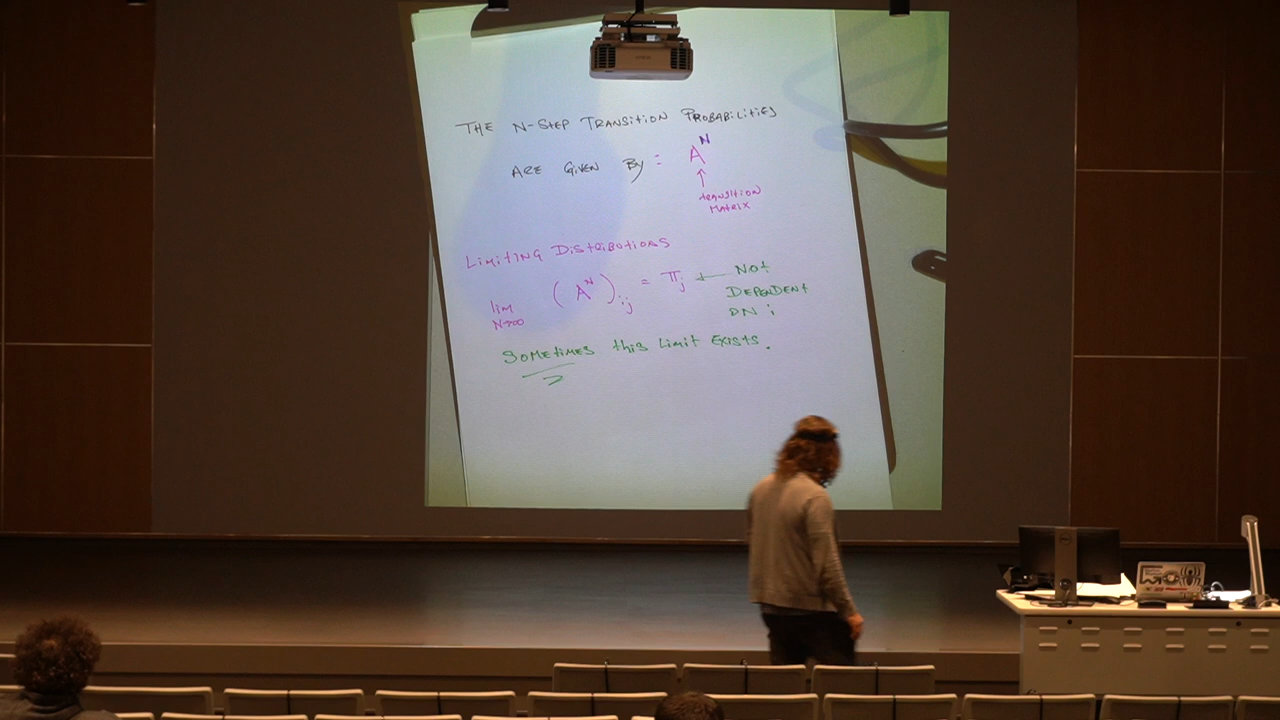 THE N-STEP TRANSITION PROBABILITIES
ARE GIVEN BY : A^N
↑
TRANSITION
MATRIX
LIMITING DISTRIBUTIONS
lim N→∞ (A^N)ij = πj ← NOT
DEPENDENT
ON i
SOMETIMES this LIMIT EXISTS.